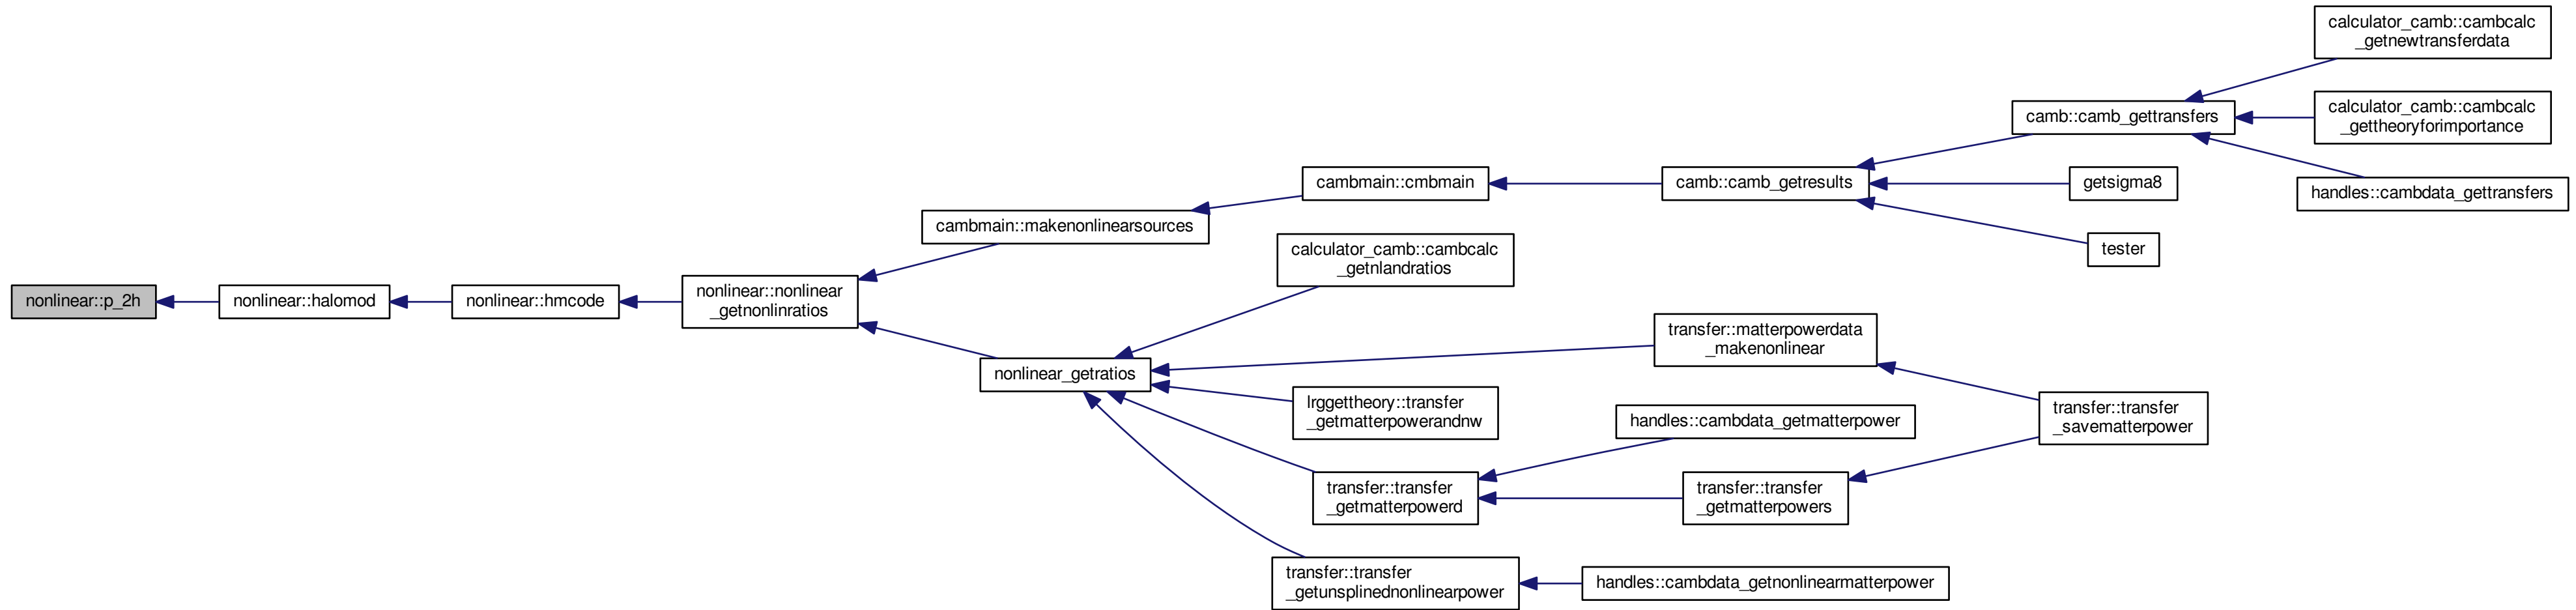 nonlinear::p_2h
nonlinear::halomod
nonlinear::hmcode
nonlinear::nonlinear
_getnonlinratios
cambmain::makenonlinearsources
cambmain::cmbmain
camb::camb_getresults
camb::camb_gettransfers
calculator_camb::cambcalc
_getnewtransferdata
calculator_camb::cambcalc
_gettheoryforimportance
handles::cambdata_gettransfers
getsigma8
tester
nonlinear_getratios
calculator_camb::cambcalc
_getnlandratios
transfer::matterpowerdata
_makenonlinear
lrggettheory::transfer
_getmatterpowerandnw
transfer::transfer
_getmatterpowerd
handles::cambdata_getmatterpower
transfer::transfer
_getmatterpowers
transfer::transfer
_savematterpower
transfer::transfer
_getunsplinednonlinearpower
handles::cambdata_getnonlinearmatterpower